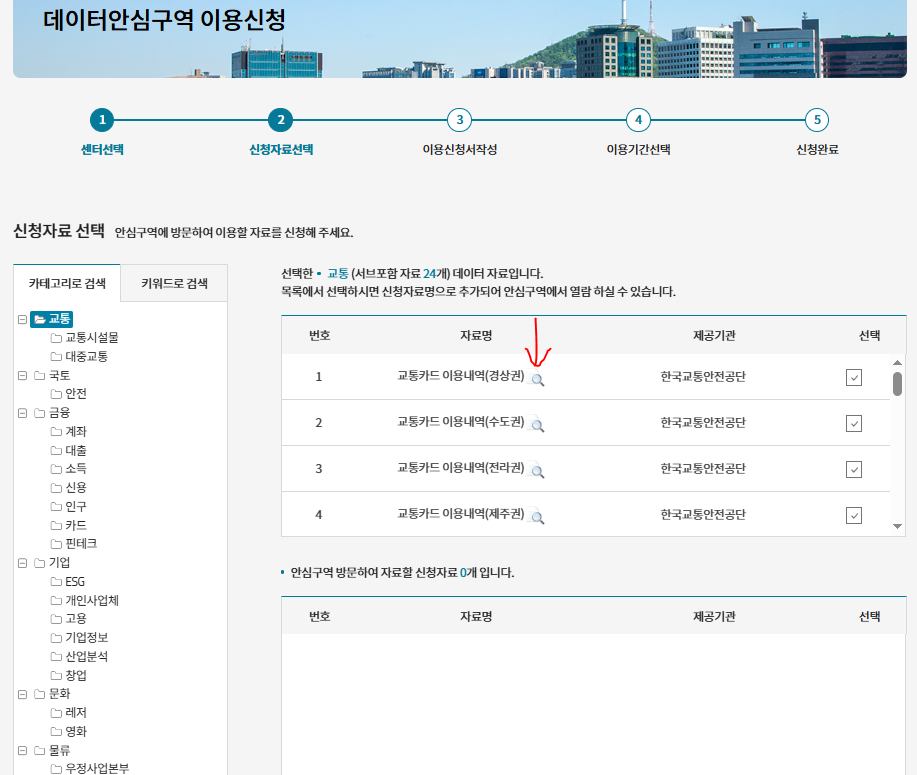 데이터안심구역 이용신청
1 2 3 4 5
센터선택 신청자료선택 이용신청서작성 이용기간선택 신청완료
신청자료 선택 안심구역에 방문하여 이용할 자료를 신청해 주세요.
카테고리로 검색 키워드로 검색
교통
교통시설물
대중교통
국토
안전
금융
계좌
대출
소득
신용
인구
카드
핀테크
기업
ESG
개인사업체
고용
기업정보
산업분석
창업
문화
레저
영화
물류
우정사업본부
선택한 • 교통 (서브포함 자료 24개) 데이터 자료입니다.
목록에서 선택하시면 신청자료명으로 추가되어 안심구역에서 열람 하실 수 있습니다.
번호 자료명 제공기관 선택
1 교통카드 이용내역(경상권) 한국교통안전공단
2 교통카드 이용내역(수도권) 한국교통안전공단
3 교통카드 이용내역(전라권) 한국교통안전공단
4 교통카드 이용내역(제주권) 한국교통안전공단
• 안심구역 방문하여 자료할 신청자료 0개 입니다.
번호 자료명 제공기관 선택